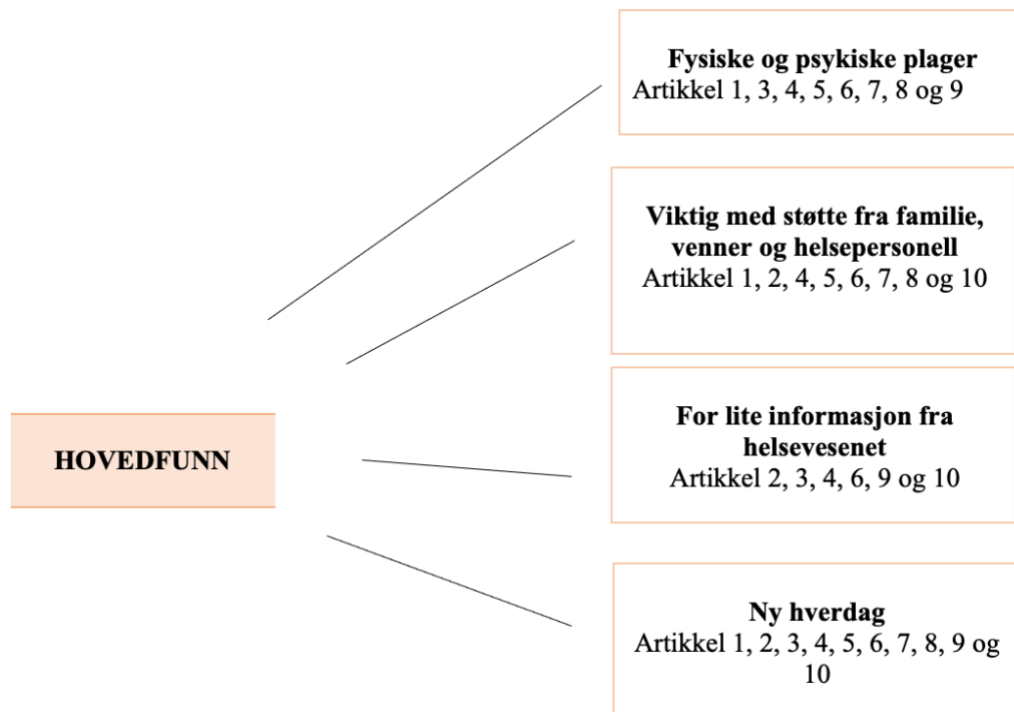 Fysiske og psykiske plager
Artikkel 1, 3, 4, 5, 6, 7, 8 og 9
Viktig med støtte fra familie,
venner og helsepersonell
Artikkel 1, 2, 4, 5, 6, 7, 8 og 10
HOVEDFUNN
For lite informasjon fra
helsevesenet
Artikkel 2, 3, 4, 6, 9 og 10
Ny hverdag
Artikkel 1, 2, 3, 4, 5, 6, 7, 8, 9 og
10